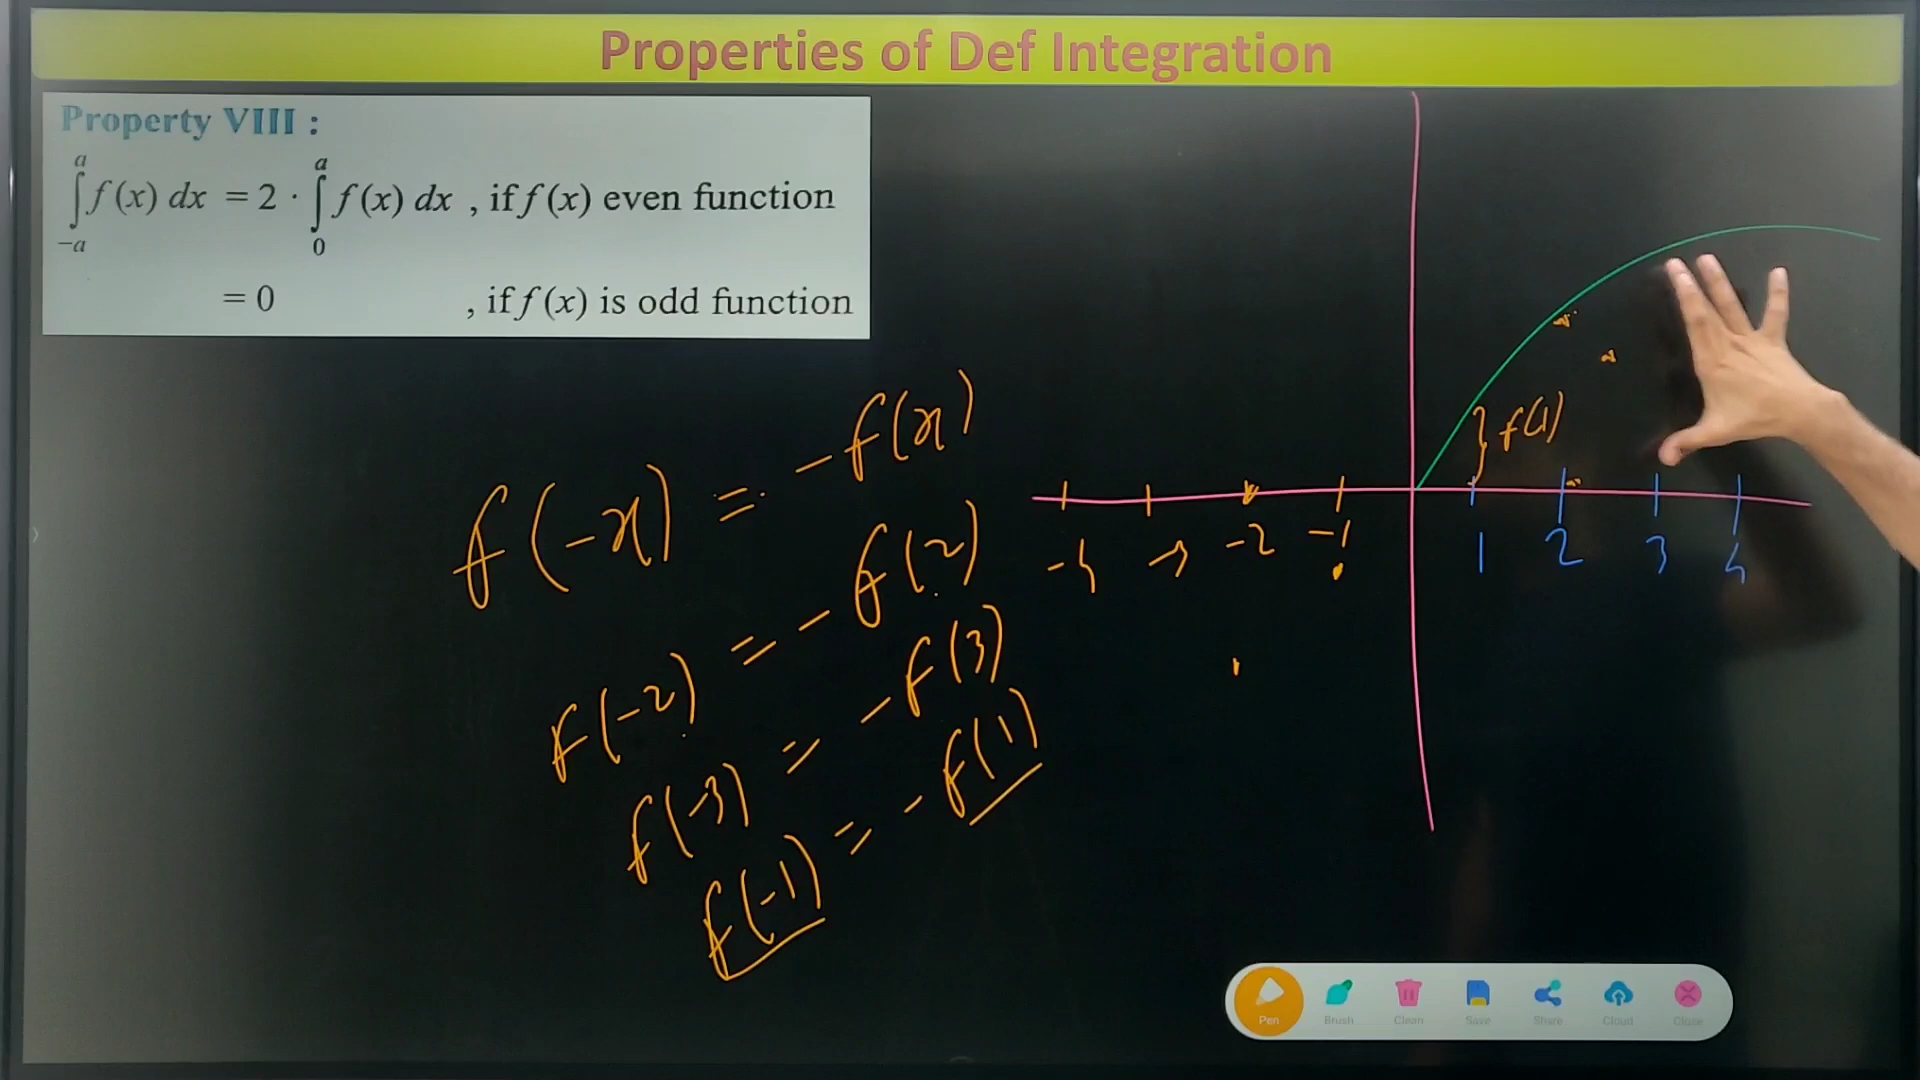 Properties of Def Integration
Property VIII :
∫₋ₐᵃ f(x) dx = 2 · ∫₀ᵃ f(x) dx , if f(x) even function
= 0 , if f(x) is odd function
f(-x) = -f(x)
f(-2) = -f(2)
f(-3) = -f(3)
f(-1) = -f(1)
f(1)
-4 -3 -2 -1 1 2 3 4
Pen Brush Clean Save Share Cloud Close